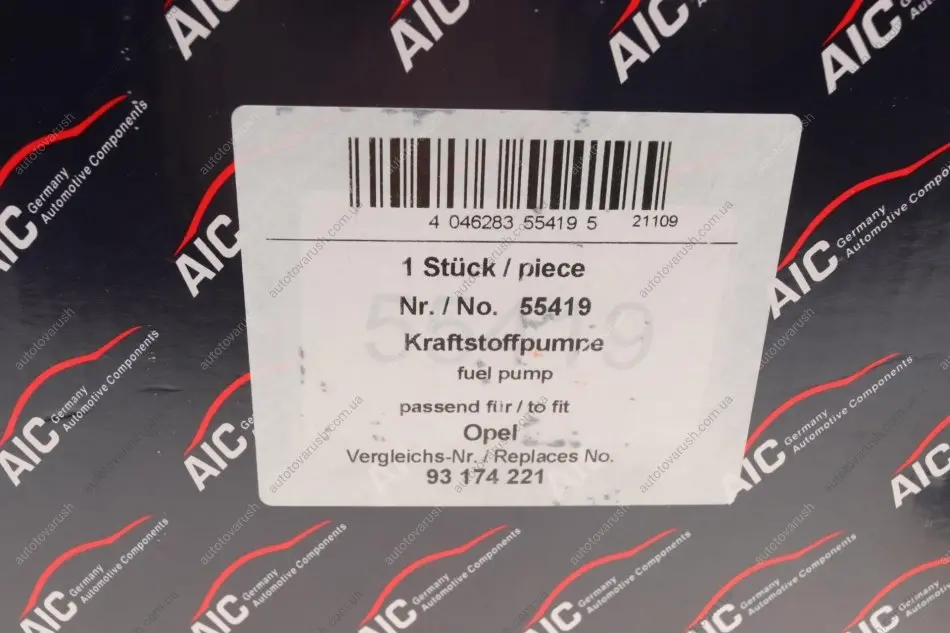 AIC Germany Automotive Components
4 046283 55419 5 21109
1 Stück / piece
Nr. / No. 55419
Kraftstoffpumpe
fuel pump
passend für / to fit
Opel
Vergleichs-Nr. / Replaces No.
93 174 221
55419
autotovarush.com.ua